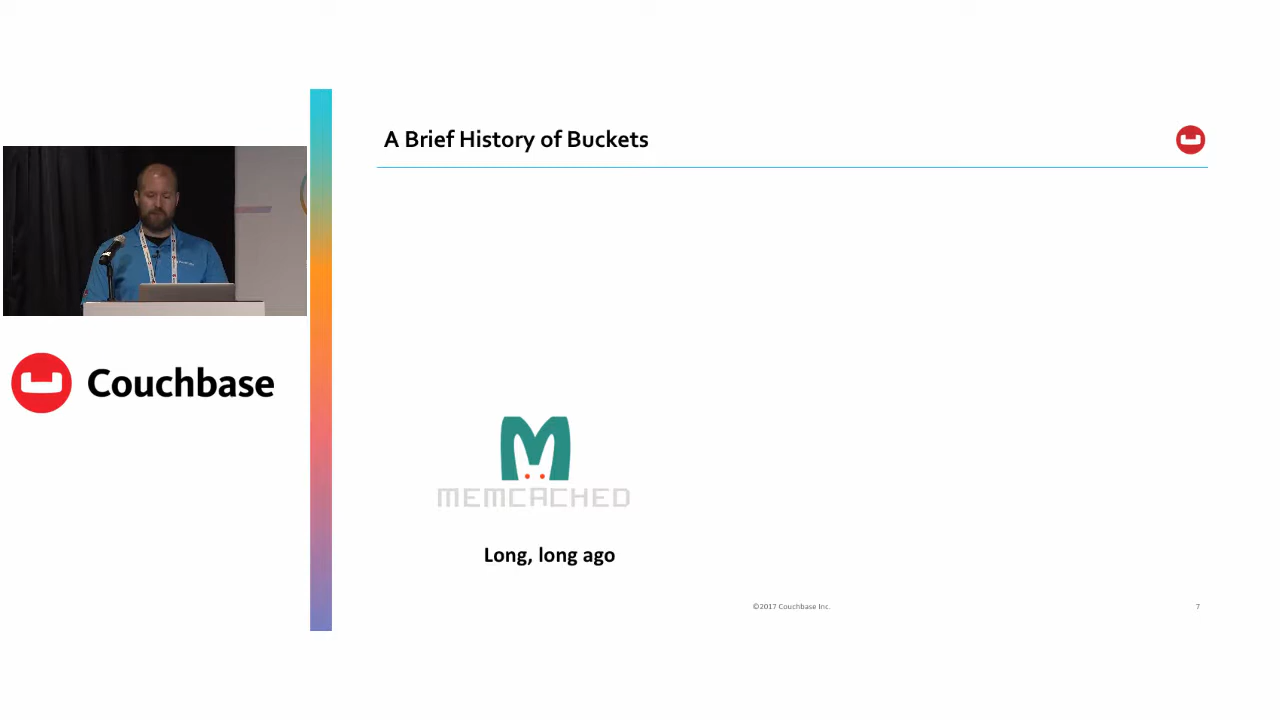 A Brief History of Buckets
Couchbase
MEMCACHED
Long, long ago
©2017 Couchbase Inc.
7